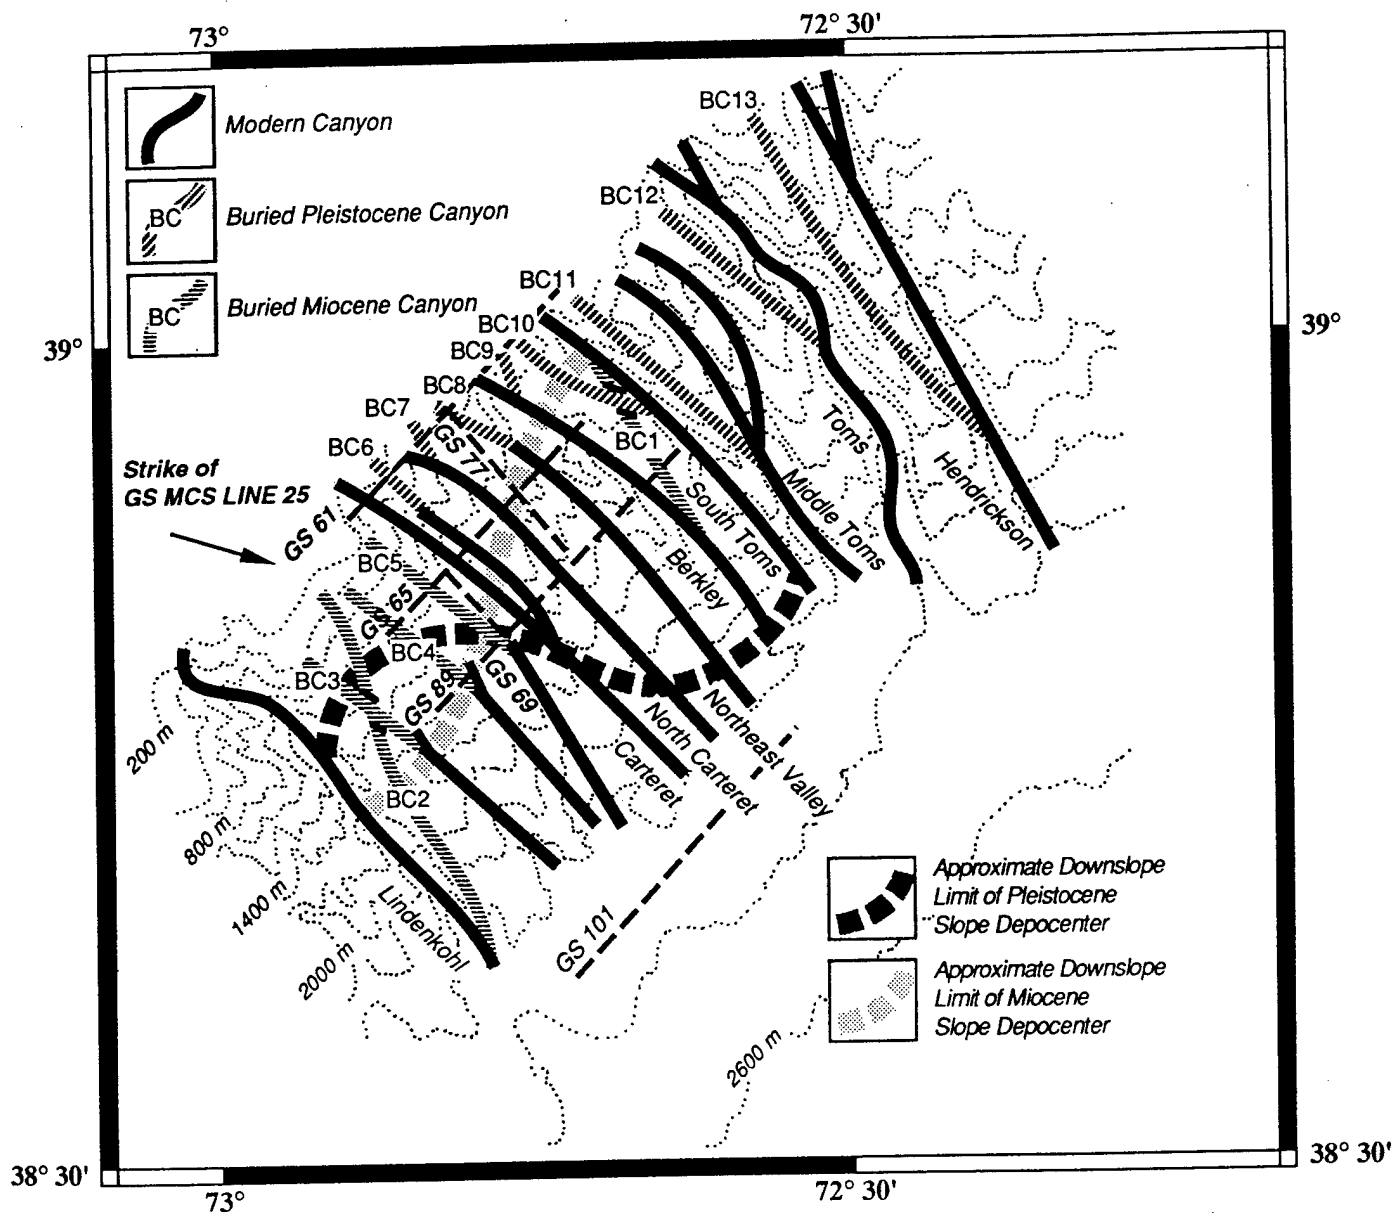 73°
72° 30'
Modern Canyon
BC
Buried Pleistocene Canyon
BC
Buried Miocene Canyon
BC13
BC12
BC11
BC10
BC9
BC8
BC7
BC6
39°
39°
Strike of
GS MCS LINE 25
GS 61
GS 77
BC1
BC5
GS 65
BC4
BC3
GS 89
GS 69
BC2
Toms
Hendrickson
Middle Toms
South Toms
Berkley
Northeast Valley
North Carteret
Carteret
Lindenkohl
GS 101
200 m
800 m
1400 m
2000 m
2600 m
Approximate Downslope
Limit of Pleistocene
Slope Depocenter
Approximate Downslope
Limit of Miocene
Slope Depocenter
38° 30'
38° 30'
73°
72° 30'